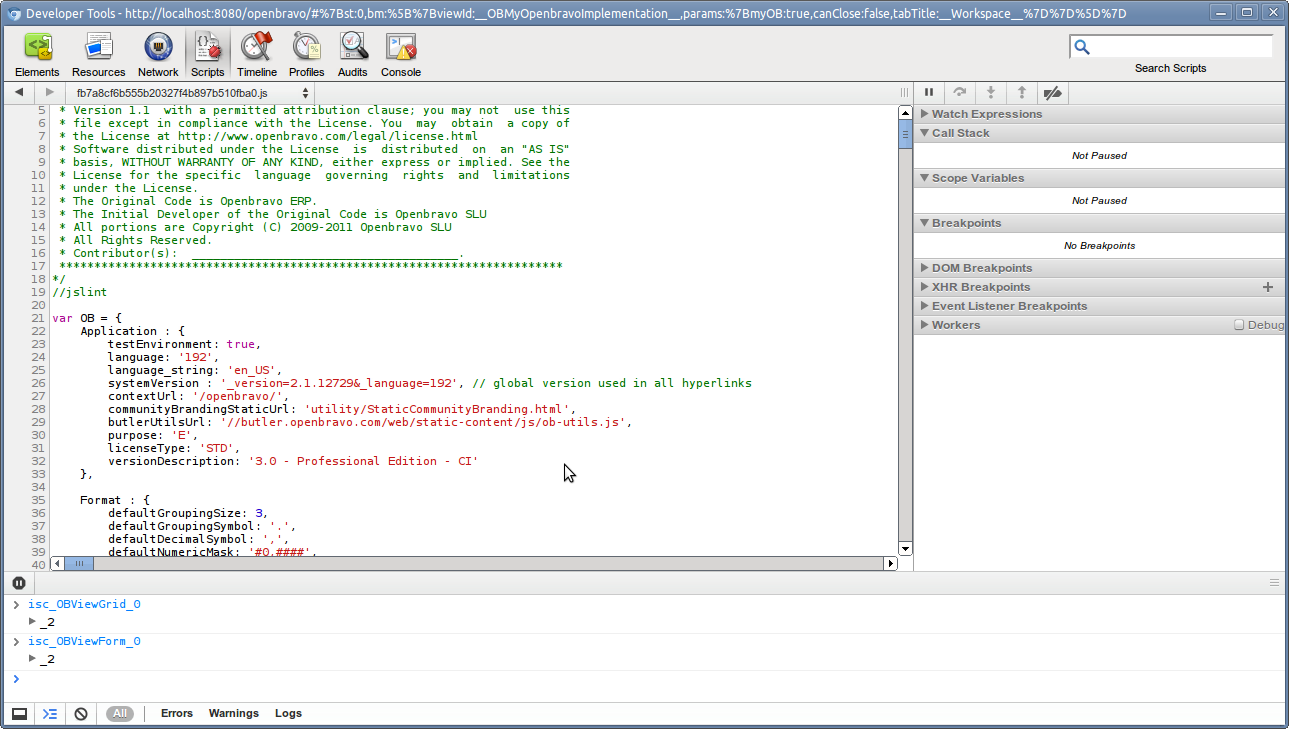 Developer Tools - http://localhost:8080/openbravo/#%7Bst:0,bm:%5B%7BviewId:__OBMyOpenbravoImplementation__,params:%7BmyOB:true,canClose:false,tabTitle:__Workspace__%7D%7D%5D%7D
Elements Resources Network Scripts Timeline Profiles Audits Console
Search Scripts
fb7a8cf6b555b20327f4b897b510fba0.js
5 * Version 1.1  with a permitted attribution clause; you may not  use this
6 * file except in compliance with the License. You  may  obtain  a copy of
7 * the License at http://www.openbravo.com/legal/license.html
8 * Software distributed under the License  is  distributed  on  an "AS IS"
9 * basis, WITHOUT WARRANTY OF ANY KIND, either express or implied. See the
10 * License for the specific  language  governing  rights  and  limitations
11 * under the License.
12 * The Original Code is Openbravo ERP.
13 * The Initial Developer of the Original Code is Openbravo SLU
14 * All portions are Copyright (C) 2009-2011 Openbravo SLU
15 * All Rights Reserved.
16 * Contributor(s):  ______________________________________.
17 ************************************************************************
18 */
19 //jslint
20
21 var OB = {
22     Application : {
23         testEnvironment: true,
24         language: '192',
25         language_string: 'en_US',
26         systemVersion : '_version=2.1.12729&_language=192', // global version used in all hyperlinks
27         contextUrl: '/openbravo/',
28         communityBrandingStaticUrl: 'utility/StaticCommunityBranding.html',
29         butlerUtilsUrl: '//butler.openbravo.com/web/static-content/js/ob-utils.js',
30         purpose: 'E',
31         licenseType: 'STD',
32         versionDescription: '3.0 - Professional Edition - CI'
33     },
34
35     Format : {
36         defaultGroupingSize: 3,
37         defaultGroupingSymbol: '.',
38         defaultDecimalSymbol: ',',
39         defaultNumericMask: '#0.####',
40
Watch Expressions
Call Stack
Not Paused
Scope Variables
Not Paused
Breakpoints
No Breakpoints
DOM Breakpoints
XHR Breakpoints +
Event Listener Breakpoints
Workers Debug
> isc_OBViewGrid_0
_2
> isc_OBViewForm_0
_2
>
All Errors Warnings Logs